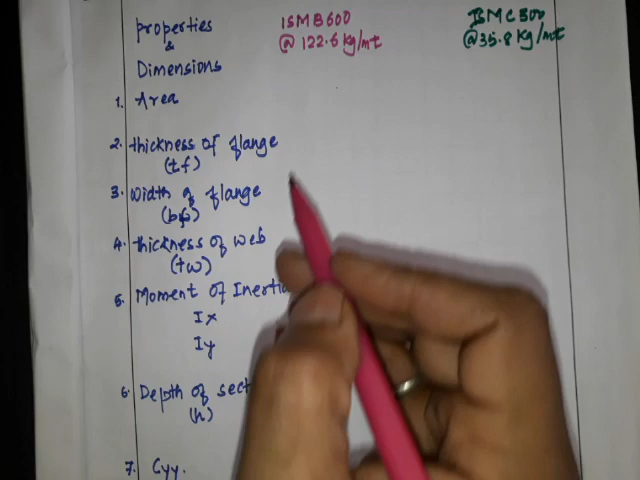 properties
&
Dimensions
ISMB600
@ 122.6 kg/mt
ISMC300
@35.8 kg/mt
1. Area
2. thickness of flange
(tf)
3. width of flange
(bf)
4. thickness of web
(tw)
5. Moment of Inertia
Ix
Iy
6. Depth of sect
(h)
7. Cyy.